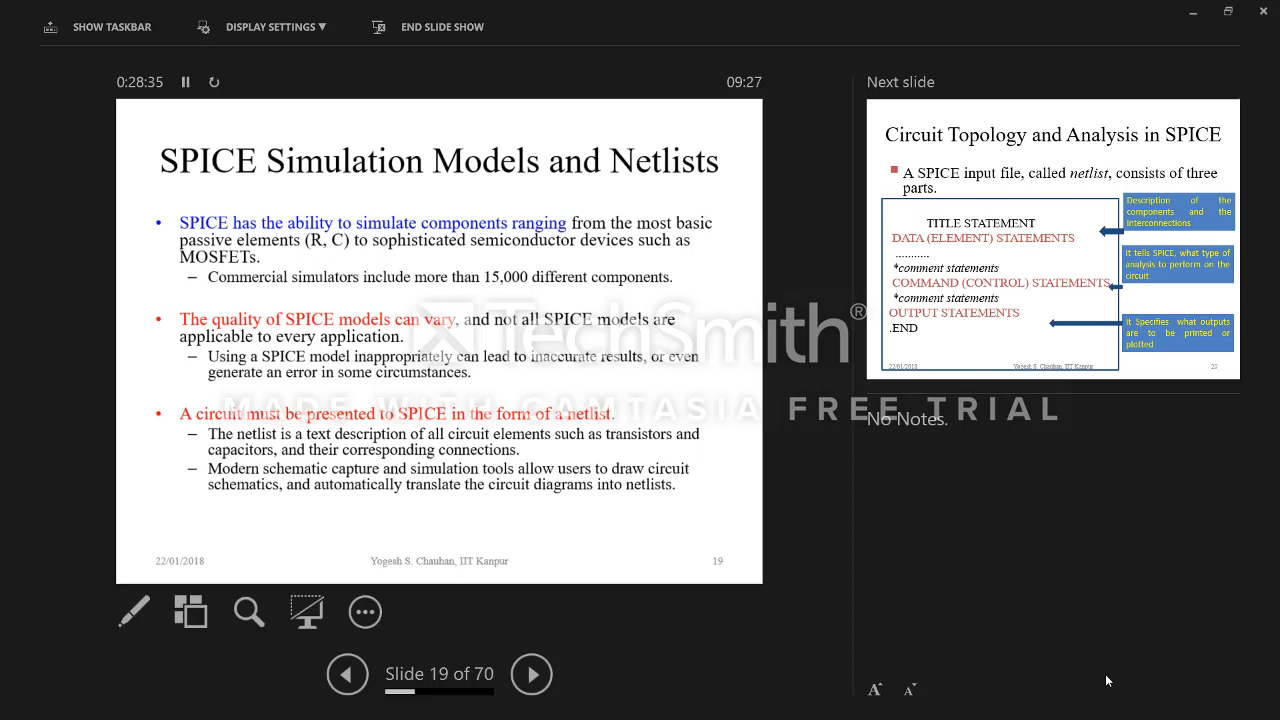 SHOW TASKBAR
DISPLAY SETTINGS ▼
END SLIDE SHOW
0:28:35
09:27
SPICE Simulation Models and Netlists
• SPICE has the ability to simulate components ranging from the most basic
passive elements (R, C) to sophisticated semiconductor devices such as
MOSFETs.
– Commercial simulators include more than 15,000 different components.
• The quality of SPICE models can vary, and not all SPICE models are
applicable to every application.
– Using a SPICE model inappropriately can lead to inaccurate results, or even
generate an error in some circumstances.
• A circuit must be presented to SPICE in the form of a netlist.
– The netlist is a text description of all circuit elements such as transistors and
capacitors, and their corresponding connections.
– Modern schematic capture and simulation tools allow users to draw circuit
schematics, and automatically translate the circuit diagrams into netlists.
22/01/2018
Yogesh S. Chauhan, IIT Kanpur
19
Slide 19 of 70
Next slide
Circuit Topology and Analysis in SPICE
A SPICE input file, called netlist, consists of three
parts.
TITLE STATEMENT
DATA (ELEMENT) STATEMENTS
...........
*comment statements
COMMAND (CONTROL) STATEMENTS
*comment statements
OUTPUT STATEMENTS
.END
Description of the
components and the
Interconnections
It tells SPICE, what type of
analysis to perform on the
circuit
It Specifies what outputs
are to be printed or
plotted
22/01/2018
Yogesh S. Chauhan, IIT Kanpur
20
No Notes.
A A
TechSmith®
MADE WITH CAMTASIA FREE TRIAL